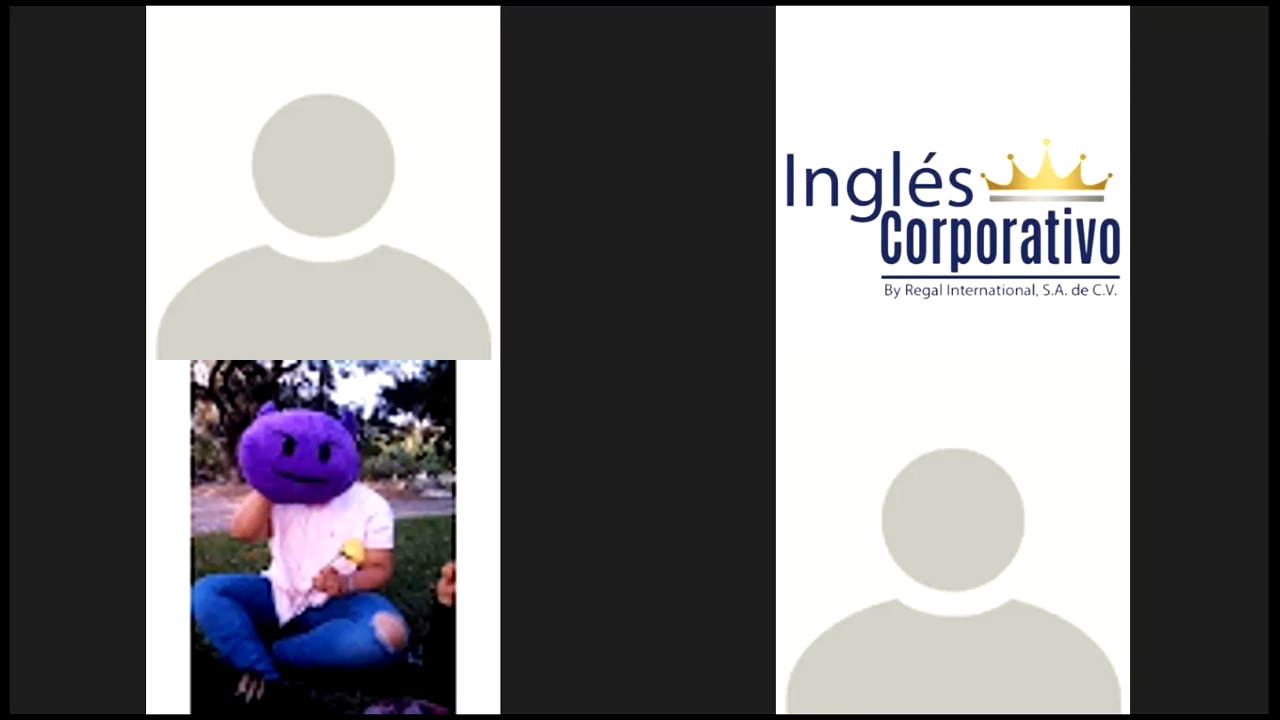 Inglés
Corporativo
By Regal International, S.A. de C.V.